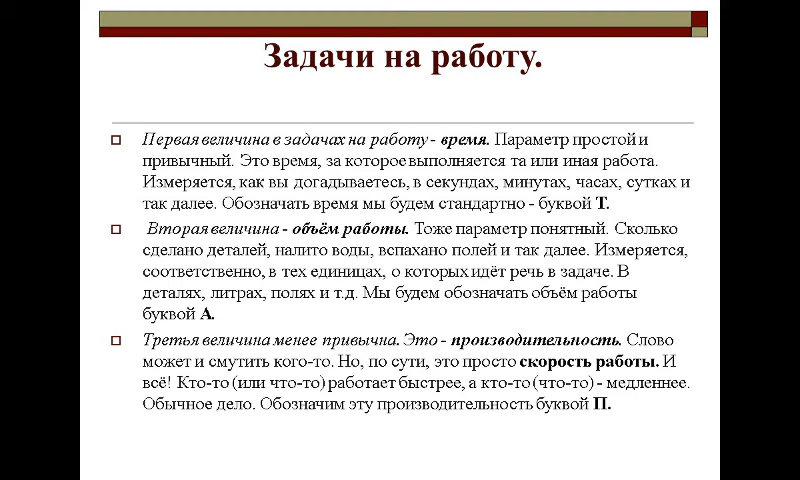 Задачи на работу.
Первая величина в задачах на работу - время. Параметр простой и
привычный. Это время, за которое выполняется та или иная работа.
Измеряется, как вы догадываетесь, в секундах, минутах, часах, сутках и
так далее. Обозначать время мы будем стандартно - буквой Т.
Вторая величина - объём работы. Тоже параметр понятный. Сколько
сделано деталей, налито воды, вспахано полей и так далее. Измеряется,
соответственно, в тех единицах, о которых идёт речь в задаче. В
деталях, литрах, полях и т.д. Мы будем обозначать объём работы
буквой А.
Третья величина менее привычна. Это - производительность. Слово
может и смутить кого-то. Но, по сути, это просто скорость работы. И
всё! Кто-то (или что-то) работает быстрее, а кто-то (что-то) - медленнее.
Обычное дело. Обозначим эту производительность буквой П.